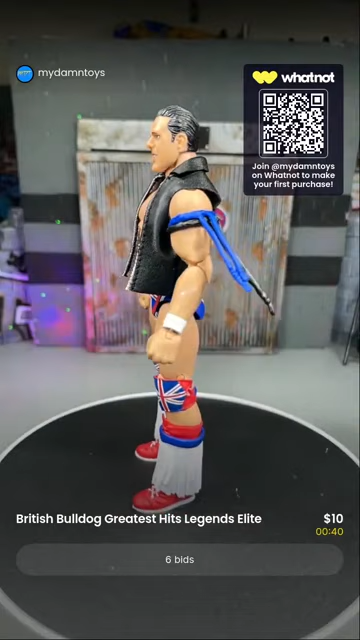 mydamntoys
whatnot
Join @mydamntoys
on Whatnot to make
your first purchase!
British Bulldog Greatest Hits Legends Elite
$10
00:40
6 bids